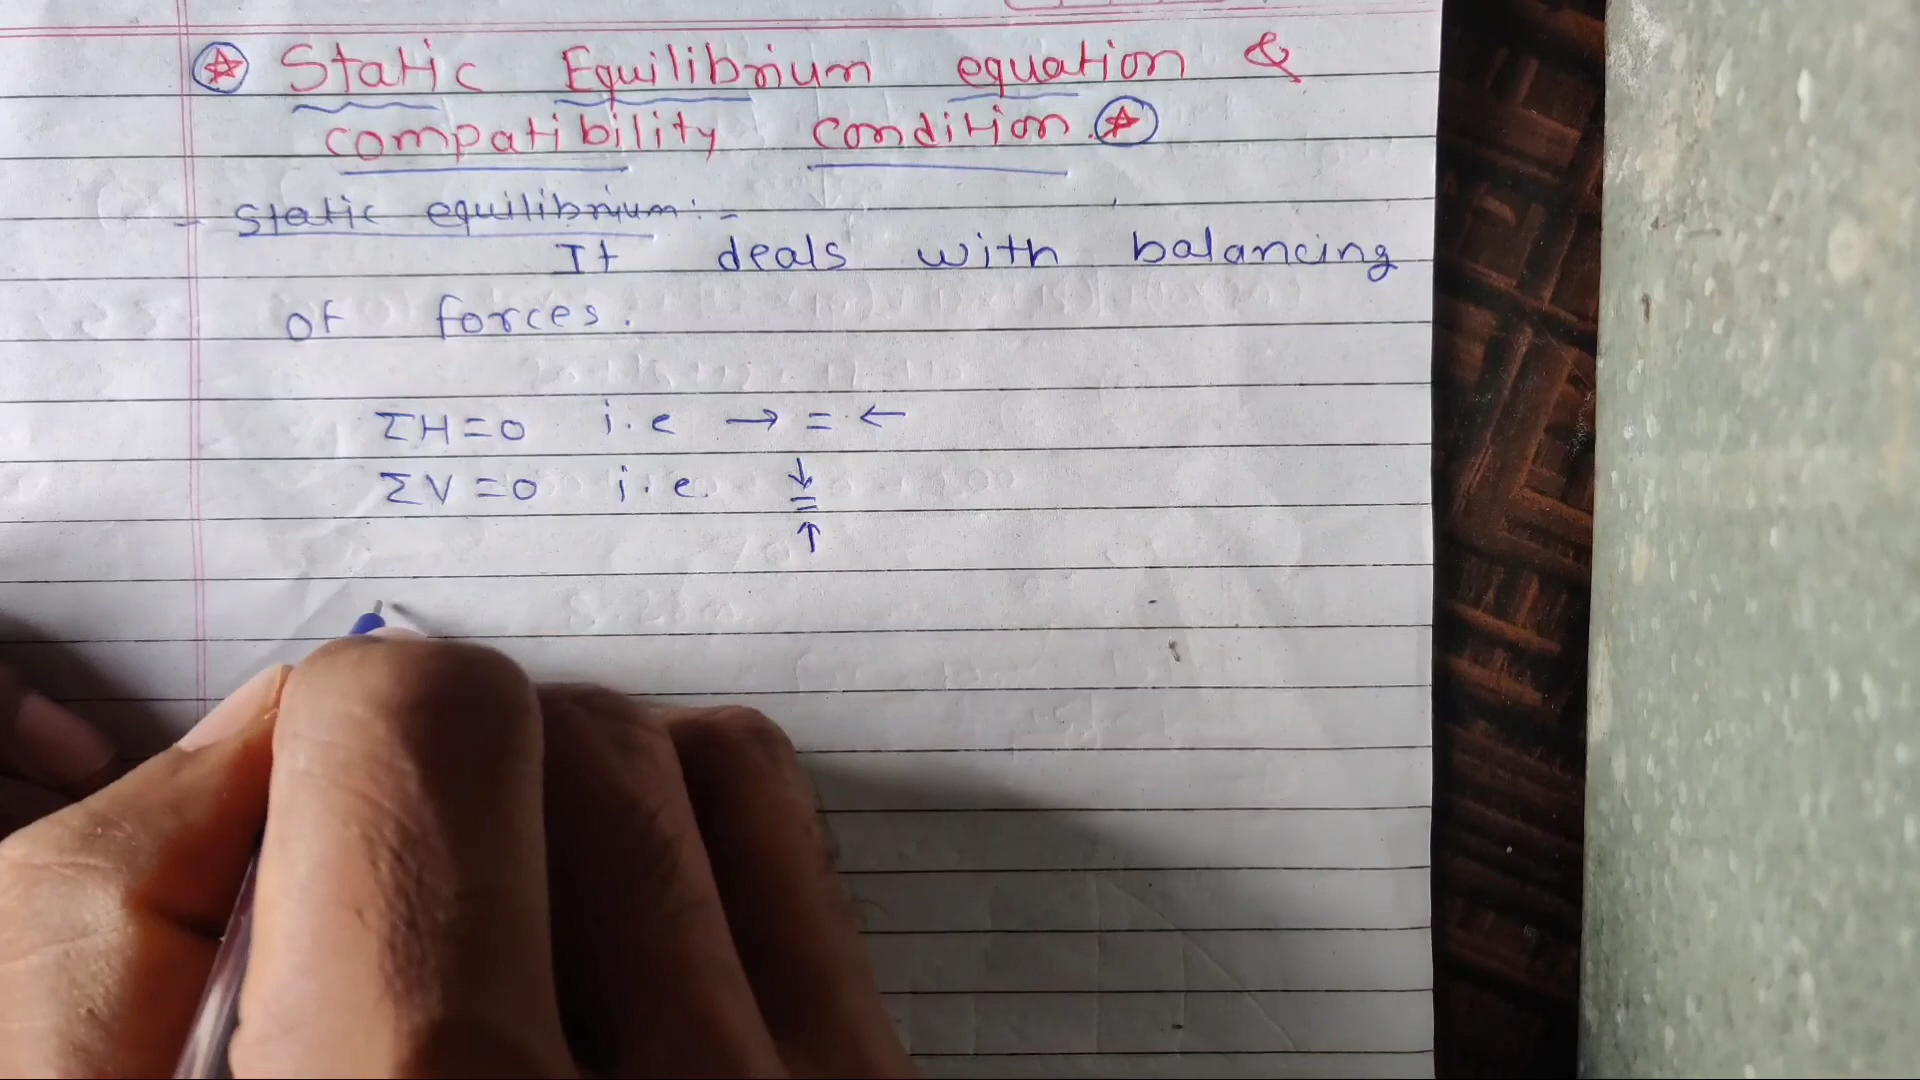 Static Equilibrium equation &
compatibility condition.
- Static equilibrium:-
It deals with balancing
of forces.
ΣH=0 i.e → = ←
ΣV=0 i.e. ↓
=
↑